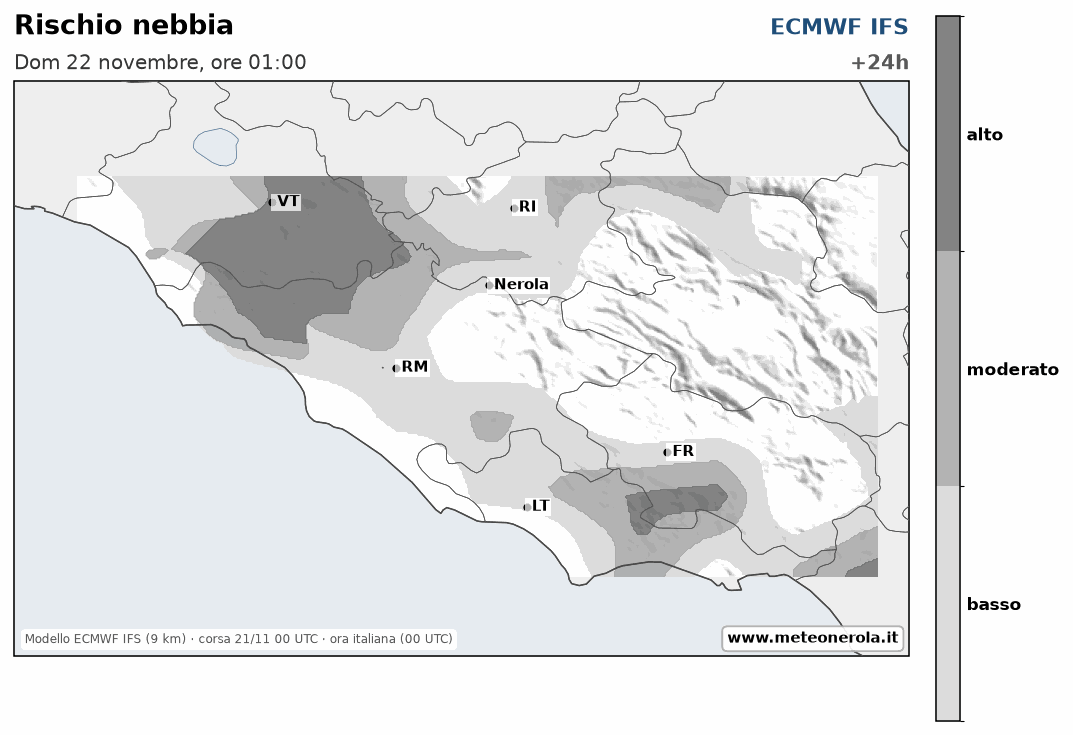 Rischio nebbia
ECMWF IFS
Dom 22 novembre, ore 01:00
+24h
alto
VT
RI
Nerola
RM
moderato
FR
LT
basso
Modello ECMWF IFS (9 km) · corsa 21/11 00 UTC · ora italiana (00 UTC)
www.meteonerola.it